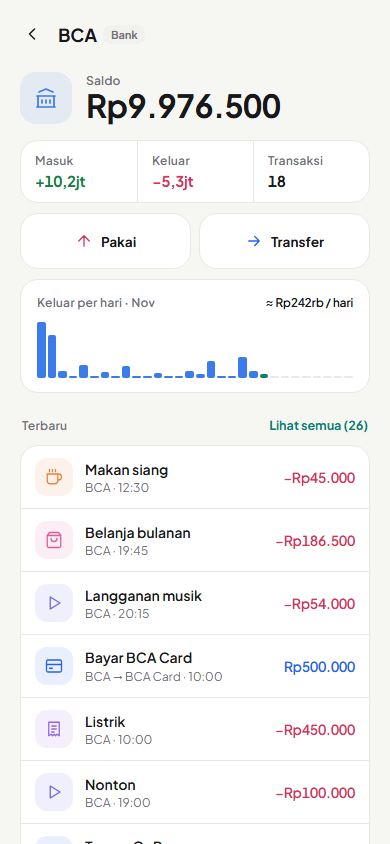 BCA Bank
Saldo
Rp9.976.500
Masuk Keluar Transaksi
+10,2jt −5,3jt 18
Pakai Transfer
Keluar per hari · Nov ≈ Rp242rb / hari
Terbaru Lihat semua (26)
Makan siang
BCA · 12:30
−Rp45.000
Belanja bulanan
BCA · 19:45
−Rp186.500
Langganan musik
BCA · 20:15
−Rp54.000
Bayar BCA Card
BCA → BCA Card · 10:00
Rp500.000
Listrik
BCA · 10:00
−Rp450.000
Nonton
BCA · 19:00
−Rp100.000